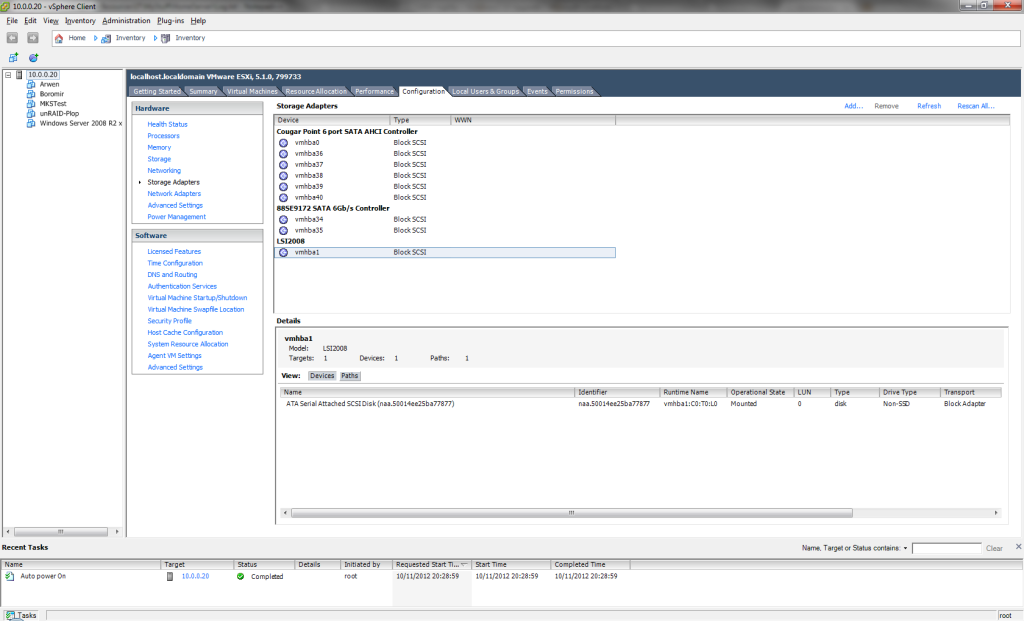 10.0.0.20 - vSphere Client
File Edit View Inventory Administration Plug-ins Help
Home Inventory Inventory
10.0.0.20
Arwen
Boromir
MKSTest
unRAID-Plop
Windows Server 2008 R2 x
localhost.localdomain VMware ESXi, 5.1.0, 799733
Getting Started Summary Virtual Machines Resource Allocation Performance Configuration Local Users & Groups Events Permissions
Hardware
Health Status
Processors
Memory
Storage
Networking
Storage Adapters
Network Adapters
Advanced Settings
Power Management
Software
Licensed Features
Time Configuration
DNS and Routing
Authentication Services
Virtual Machine Startup/Shutdown
Virtual Machine Swapfile Location
Security Profile
Host Cache Configuration
System Resource Allocation
Agent VM Settings
Advanced Settings
Storage Adapters Add... Remove Refresh Rescan All...
Device Type WWN
Cougar Point 6 port SATA AHCI Controller
vmhba0 Block SCSI
vmhba36 Block SCSI
vmhba37 Block SCSI
vmhba38 Block SCSI
vmhba39 Block SCSI
vmhba40 Block SCSI
88SE9172 SATA 6Gb/s Controller
vmhba34 Block SCSI
vmhba35 Block SCSI
LSI2008
vmhba1 Block SCSI
Details
vmhba1
Model: LSI2008
Targets: 1 Devices: 1 Paths: 1
View: Devices Paths
Name Identifier Runtime Name Operational State LUN Type Drive Type Transport
ATA Serial Attached SCSI Disk (naa.50014ee25ba77877) naa.50014ee25ba77877 vmhba1:C0:T0:L0 Mounted 0 disk Non-SSD Block Adapter
Recent Tasks Name, Target or Status contains: Clear
Name Target Status Details Initiated by Requested Start Ti... Start Time Completed Time
Auto power On 10.0.0.20 Completed root 10/11/2012 20:28:59 10/11/2012 20:28:59 10/11/2012 20:28:59
Tasks root